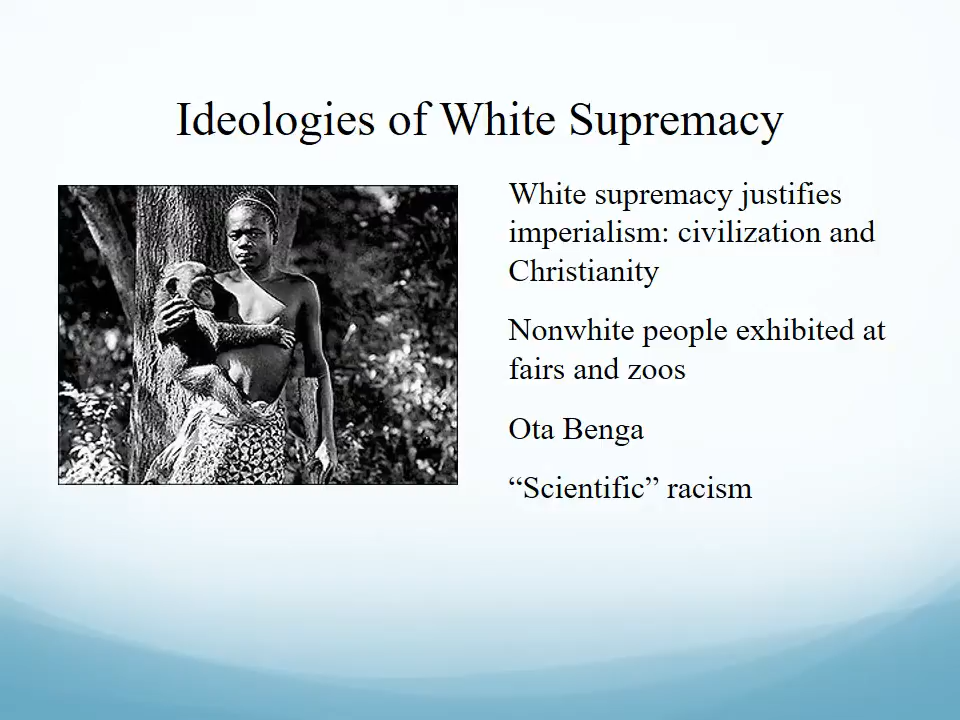 Ideologies of White Supremacy
White supremacy justifies
imperialism: civilization and
Christianity
Nonwhite people exhibited at
fairs and zoos
Ota Benga
“Scientific” racism